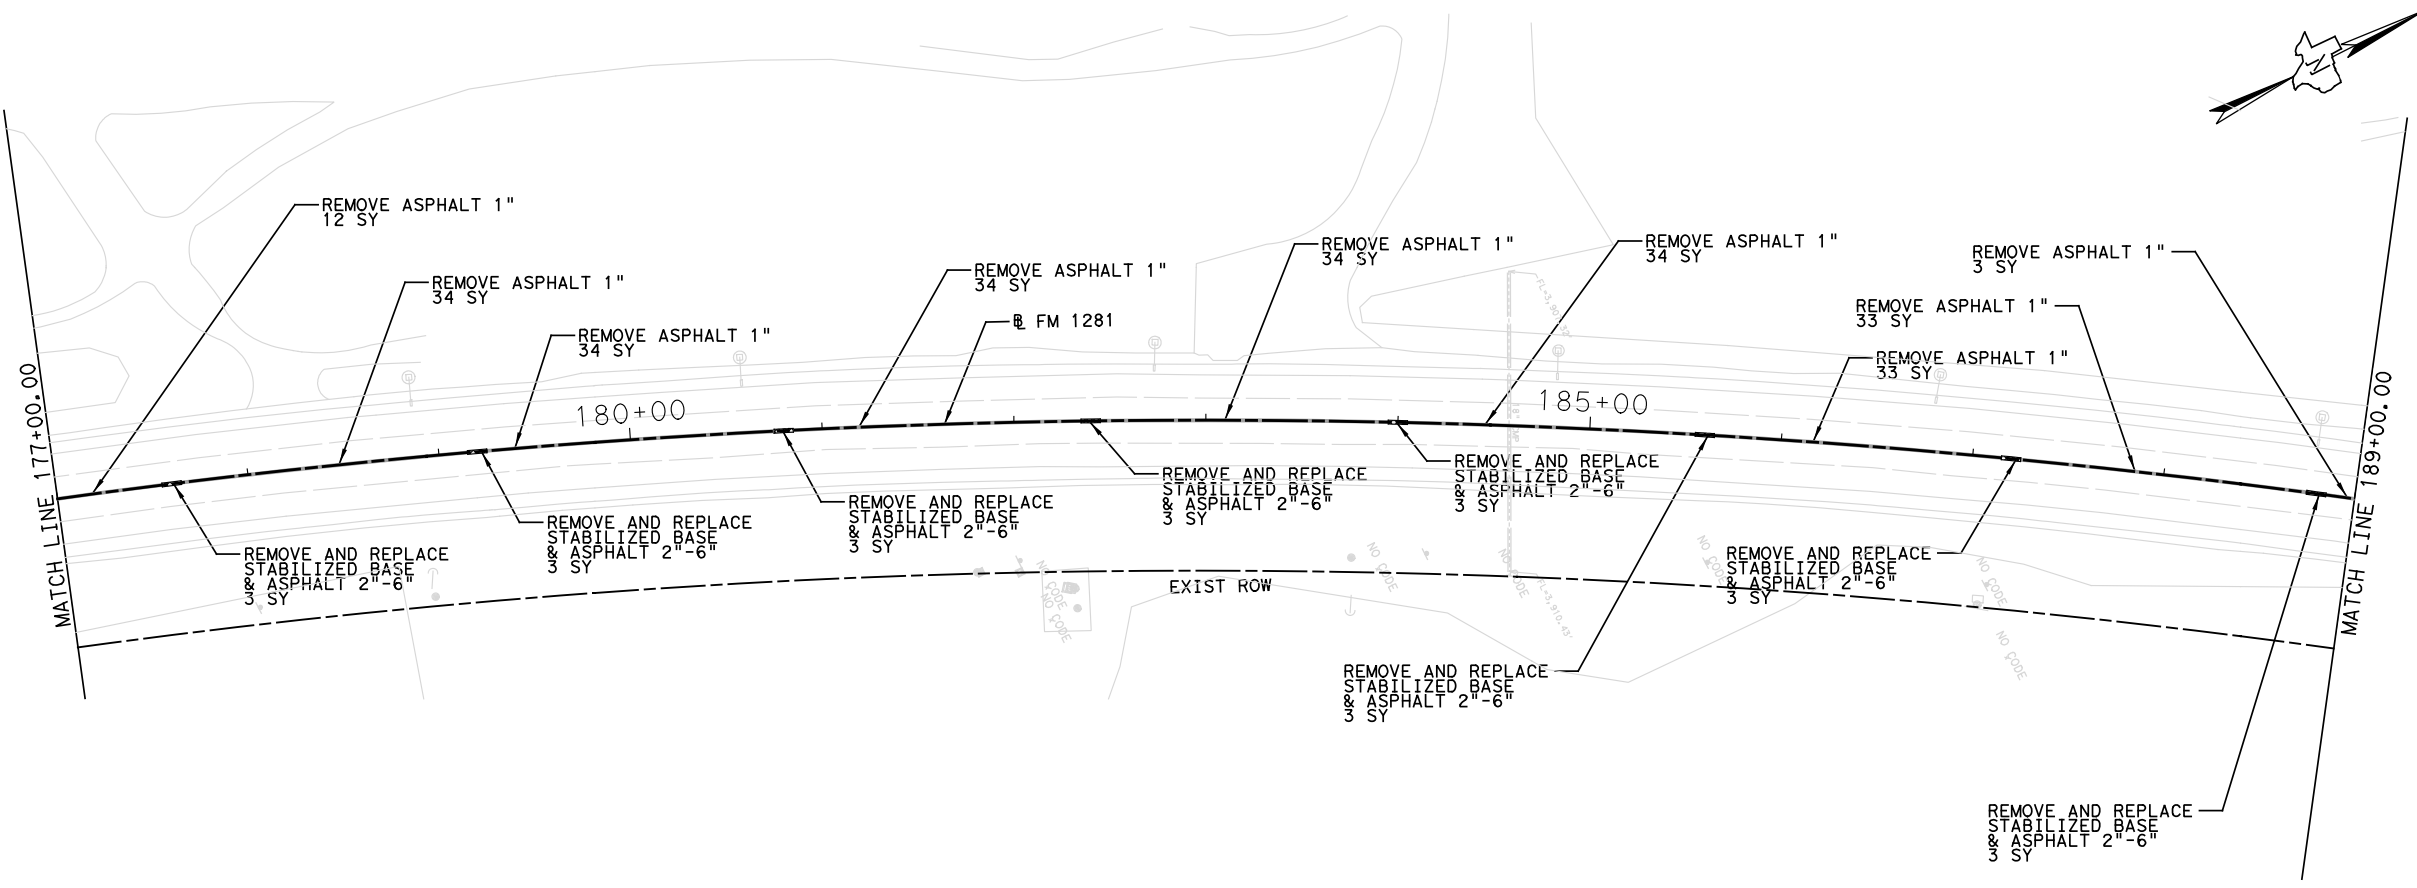 REMOVE ASPHALT 1"
12 SY
REMOVE ASPHALT 1"
34 SY
REMOVE ASPHALT 1"
34 SY
REMOVE ASPHALT 1"
34 SY
REMOVE ASPHALT 1"
34 SY
REMOVE ASPHALT 1"
34 SY
REMOVE ASPHALT 1"
3 SY
REMOVE ASPHALT 1"
33 SY
REMOVE ASPHALT 1"
33 SY
℄ FM 1281
180+00
185+00
MATCH LINE 177+00.00
MATCH LINE 189+00.00
REMOVE AND REPLACE
STABILIZED BASE
& ASPHALT 2"-6"
3 SY
REMOVE AND REPLACE
STABILIZED BASE
& ASPHALT 2"-6"
3 SY
REMOVE AND REPLACE
STABILIZED BASE
& ASPHALT 2"-6"
3 SY
REMOVE AND REPLACE
STABILIZED BASE
& ASPHALT 2"-6"
3 SY
REMOVE AND REPLACE
STABILIZED BASE
& ASPHALT 2"-6"
3 SY
REMOVE AND REPLACE
STABILIZED BASE
& ASPHALT 2"-6"
3 SY
REMOVE AND REPLACE
STABILIZED BASE
& ASPHALT 2"-6"
3 SY
REMOVE AND REPLACE
STABILIZED BASE
& ASPHALT 2"-6"
3 SY
EXIST ROW
NO CODE
NO CODE
NO CODE
NO CODE
NO CODE
NO CODE
NO CODE
FL=3,910.43'
Z